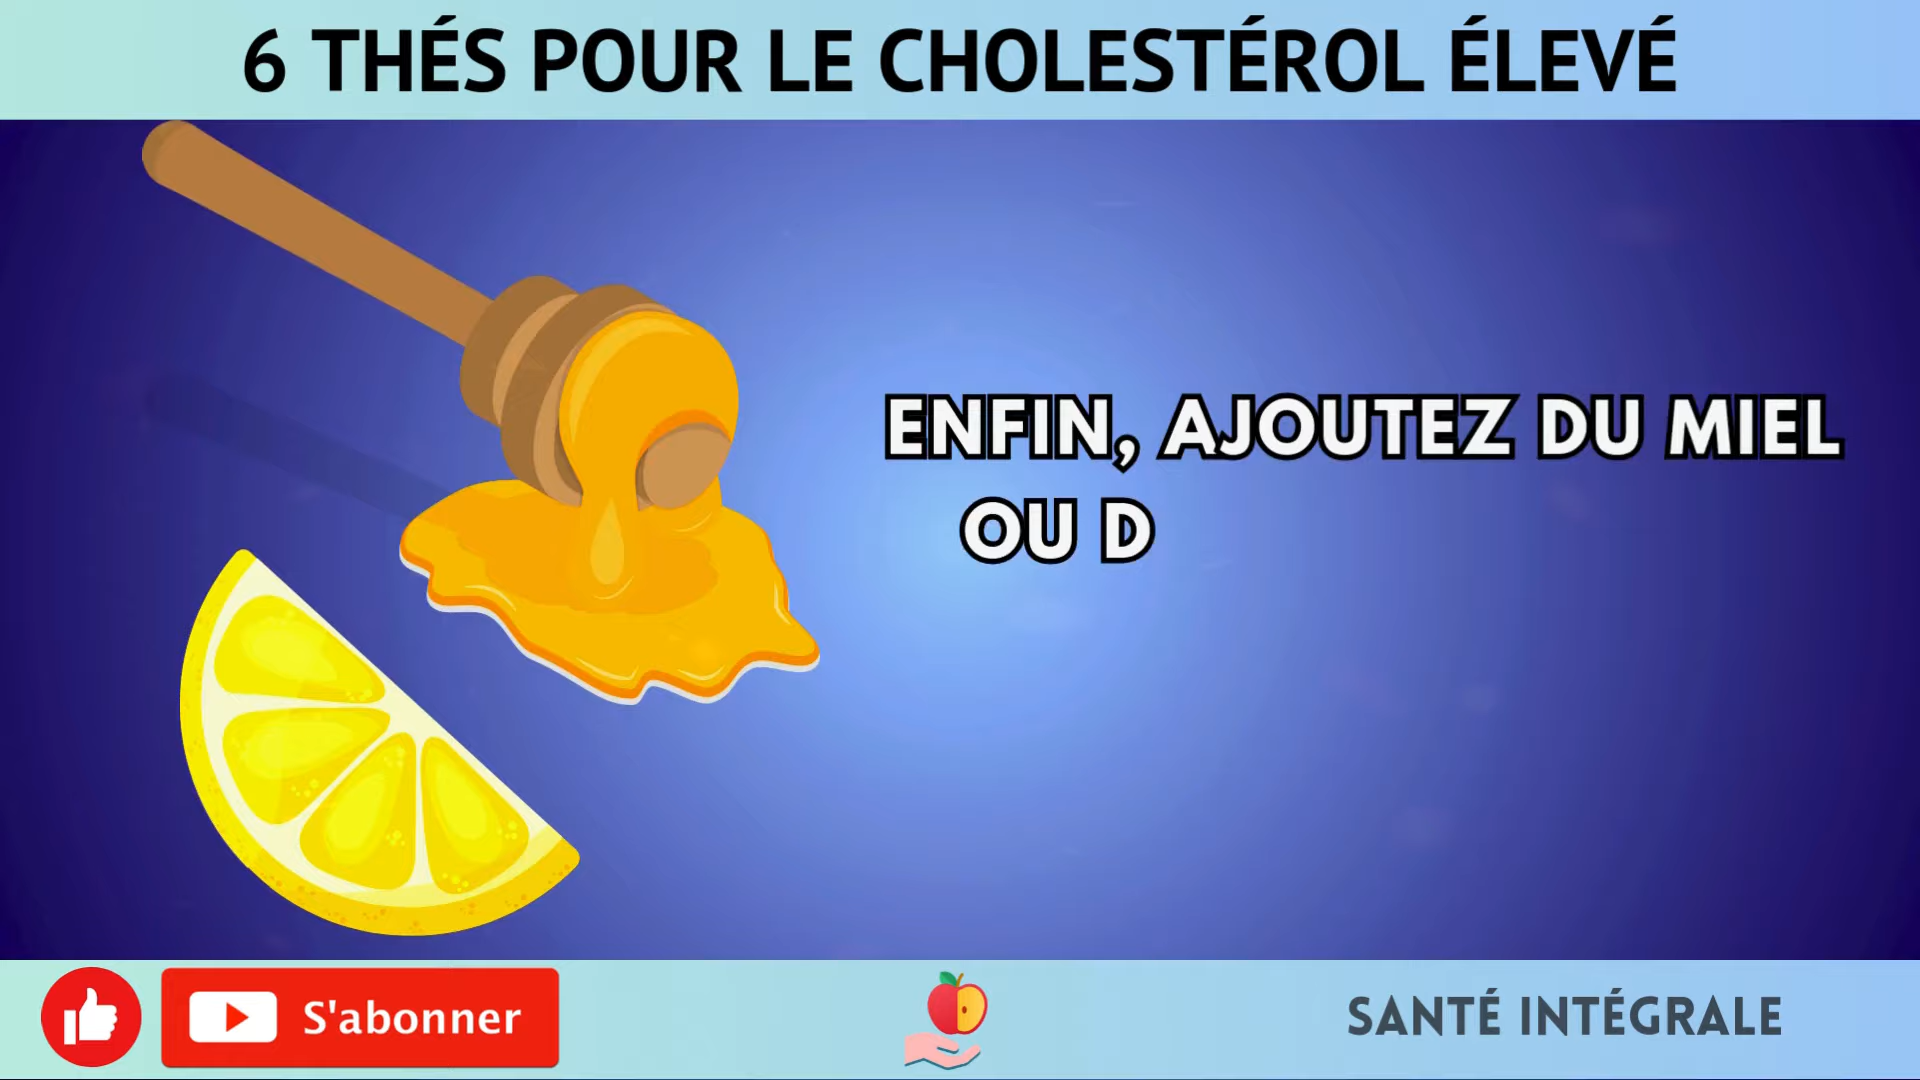 6 THÉS POUR LE CHOLESTÉROL ÉLEVÉ
ENFIN, AJOUTEZ DU MIEL
OU D
S'abonner
SANTÉ INTÉGRALE